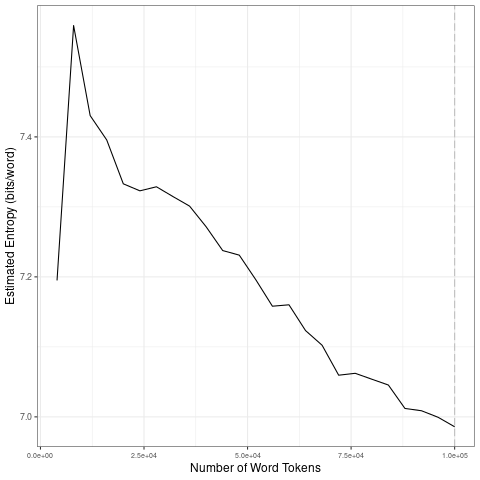 Estimated Entropy (bits/word)
7.4
7.2
7.0
0.0e+00 2.5e+04 5.0e+04 7.5e+04 1.0e+05
Number of Word Tokens